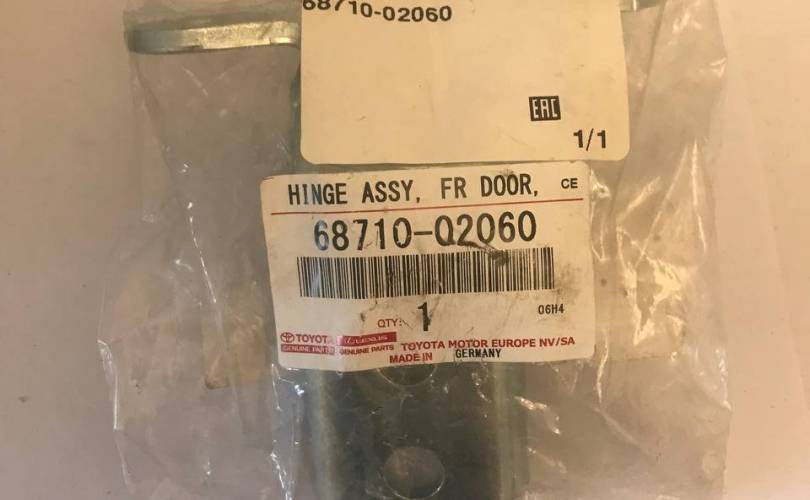 68710-02060
EAC
1/1
HINGE ASSY, FR DOOR, CE
68710-02060
QTY: 1 06H4
TOYOTA LEXUS
GENUINE PARTS GENUINE PARTS TOYOTA MOTOR EUROPE NV/SA
MADE IN GERMANY